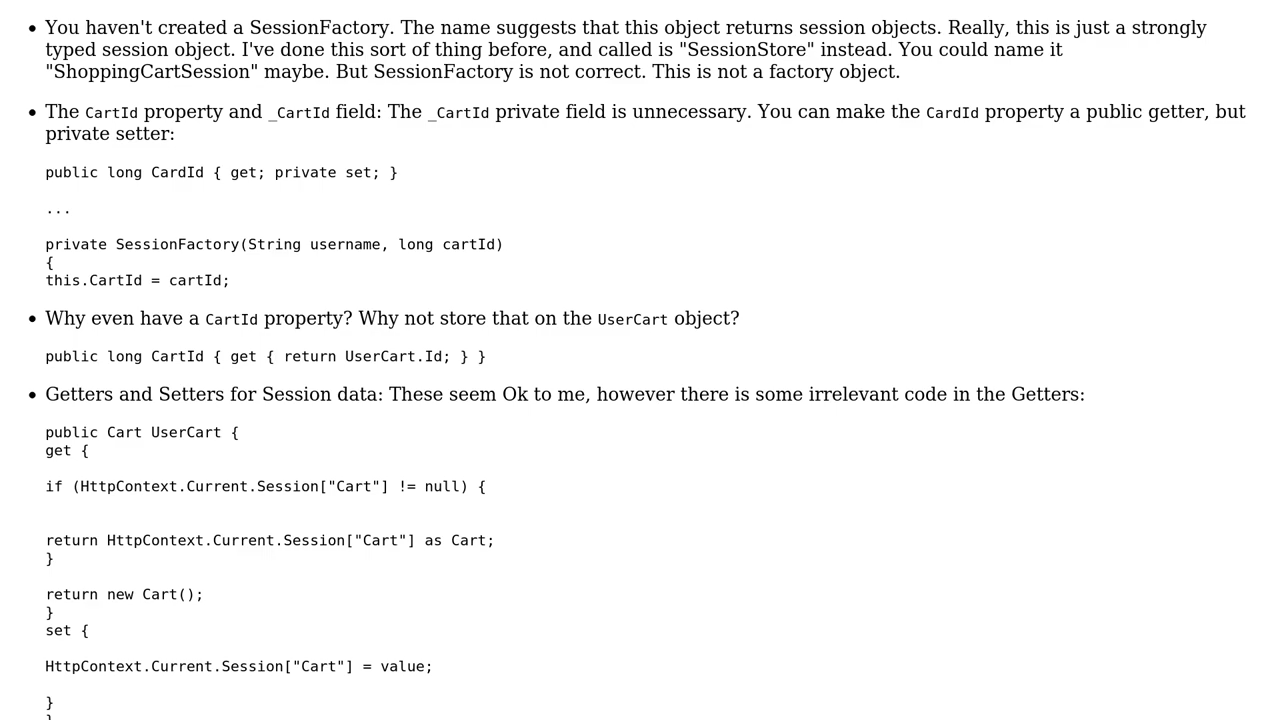 You haven't created a SessionFactory. The name suggests that this object returns session objects. Really, this is just a strongly
typed session object. I've done this sort of thing before, and called is "SessionStore" instead. You could name it
"ShoppingCartSession" maybe. But SessionFactory is not correct. This is not a factory object.
The CartId property and _CartId field: The _CartId private field is unnecessary. You can make the CardId property a public getter, but
private setter:
public long CardId { get; private set; }
...
private SessionFactory(String username, long cartId)
{
this.CartId = cartId;
Why even have a CartId property? Why not store that on the UserCart object?
public long CartId { get { return UserCart.Id; } }
Getters and Setters for Session data: These seem Ok to me, however there is some irrelevant code in the Getters:
public Cart UserCart {
get {
if (HttpContext.Current.Session["Cart"] != null) {
return HttpContext.Current.Session["Cart"] as Cart;
}
return new Cart();
}
set {
HttpContext.Current.Session["Cart"] = value;
}
}